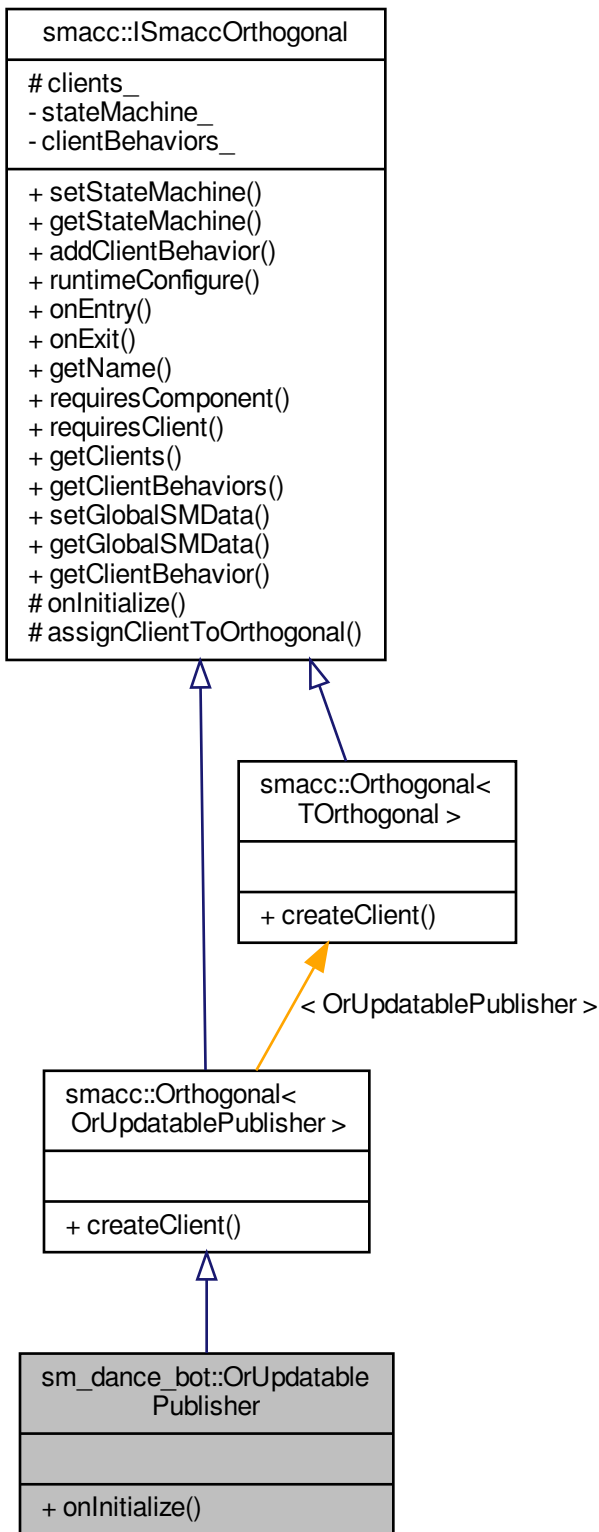 smacc::ISmaccOrthogonal
# clients_
- stateMachine_
- clientBehaviors_
+ setStateMachine()
+ getStateMachine()
+ addClientBehavior()
+ runtimeConfigure()
+ onEntry()
+ onExit()
+ getName()
+ requiresComponent()
+ requiresClient()
+ getClients()
+ getClientBehaviors()
+ setGlobalSMData()
+ getGlobalSMData()
+ getClientBehavior()
# onInitialize()
# assignClientToOrthogonal()
smacc::Orthogonal<
TOrthogonal >
+ createClient()
< OrUpdatablePublisher >
smacc::Orthogonal<
OrUpdatablePublisher >
+ createClient()
sm_dance_bot::OrUpdatable
Publisher
+ onInitialize()